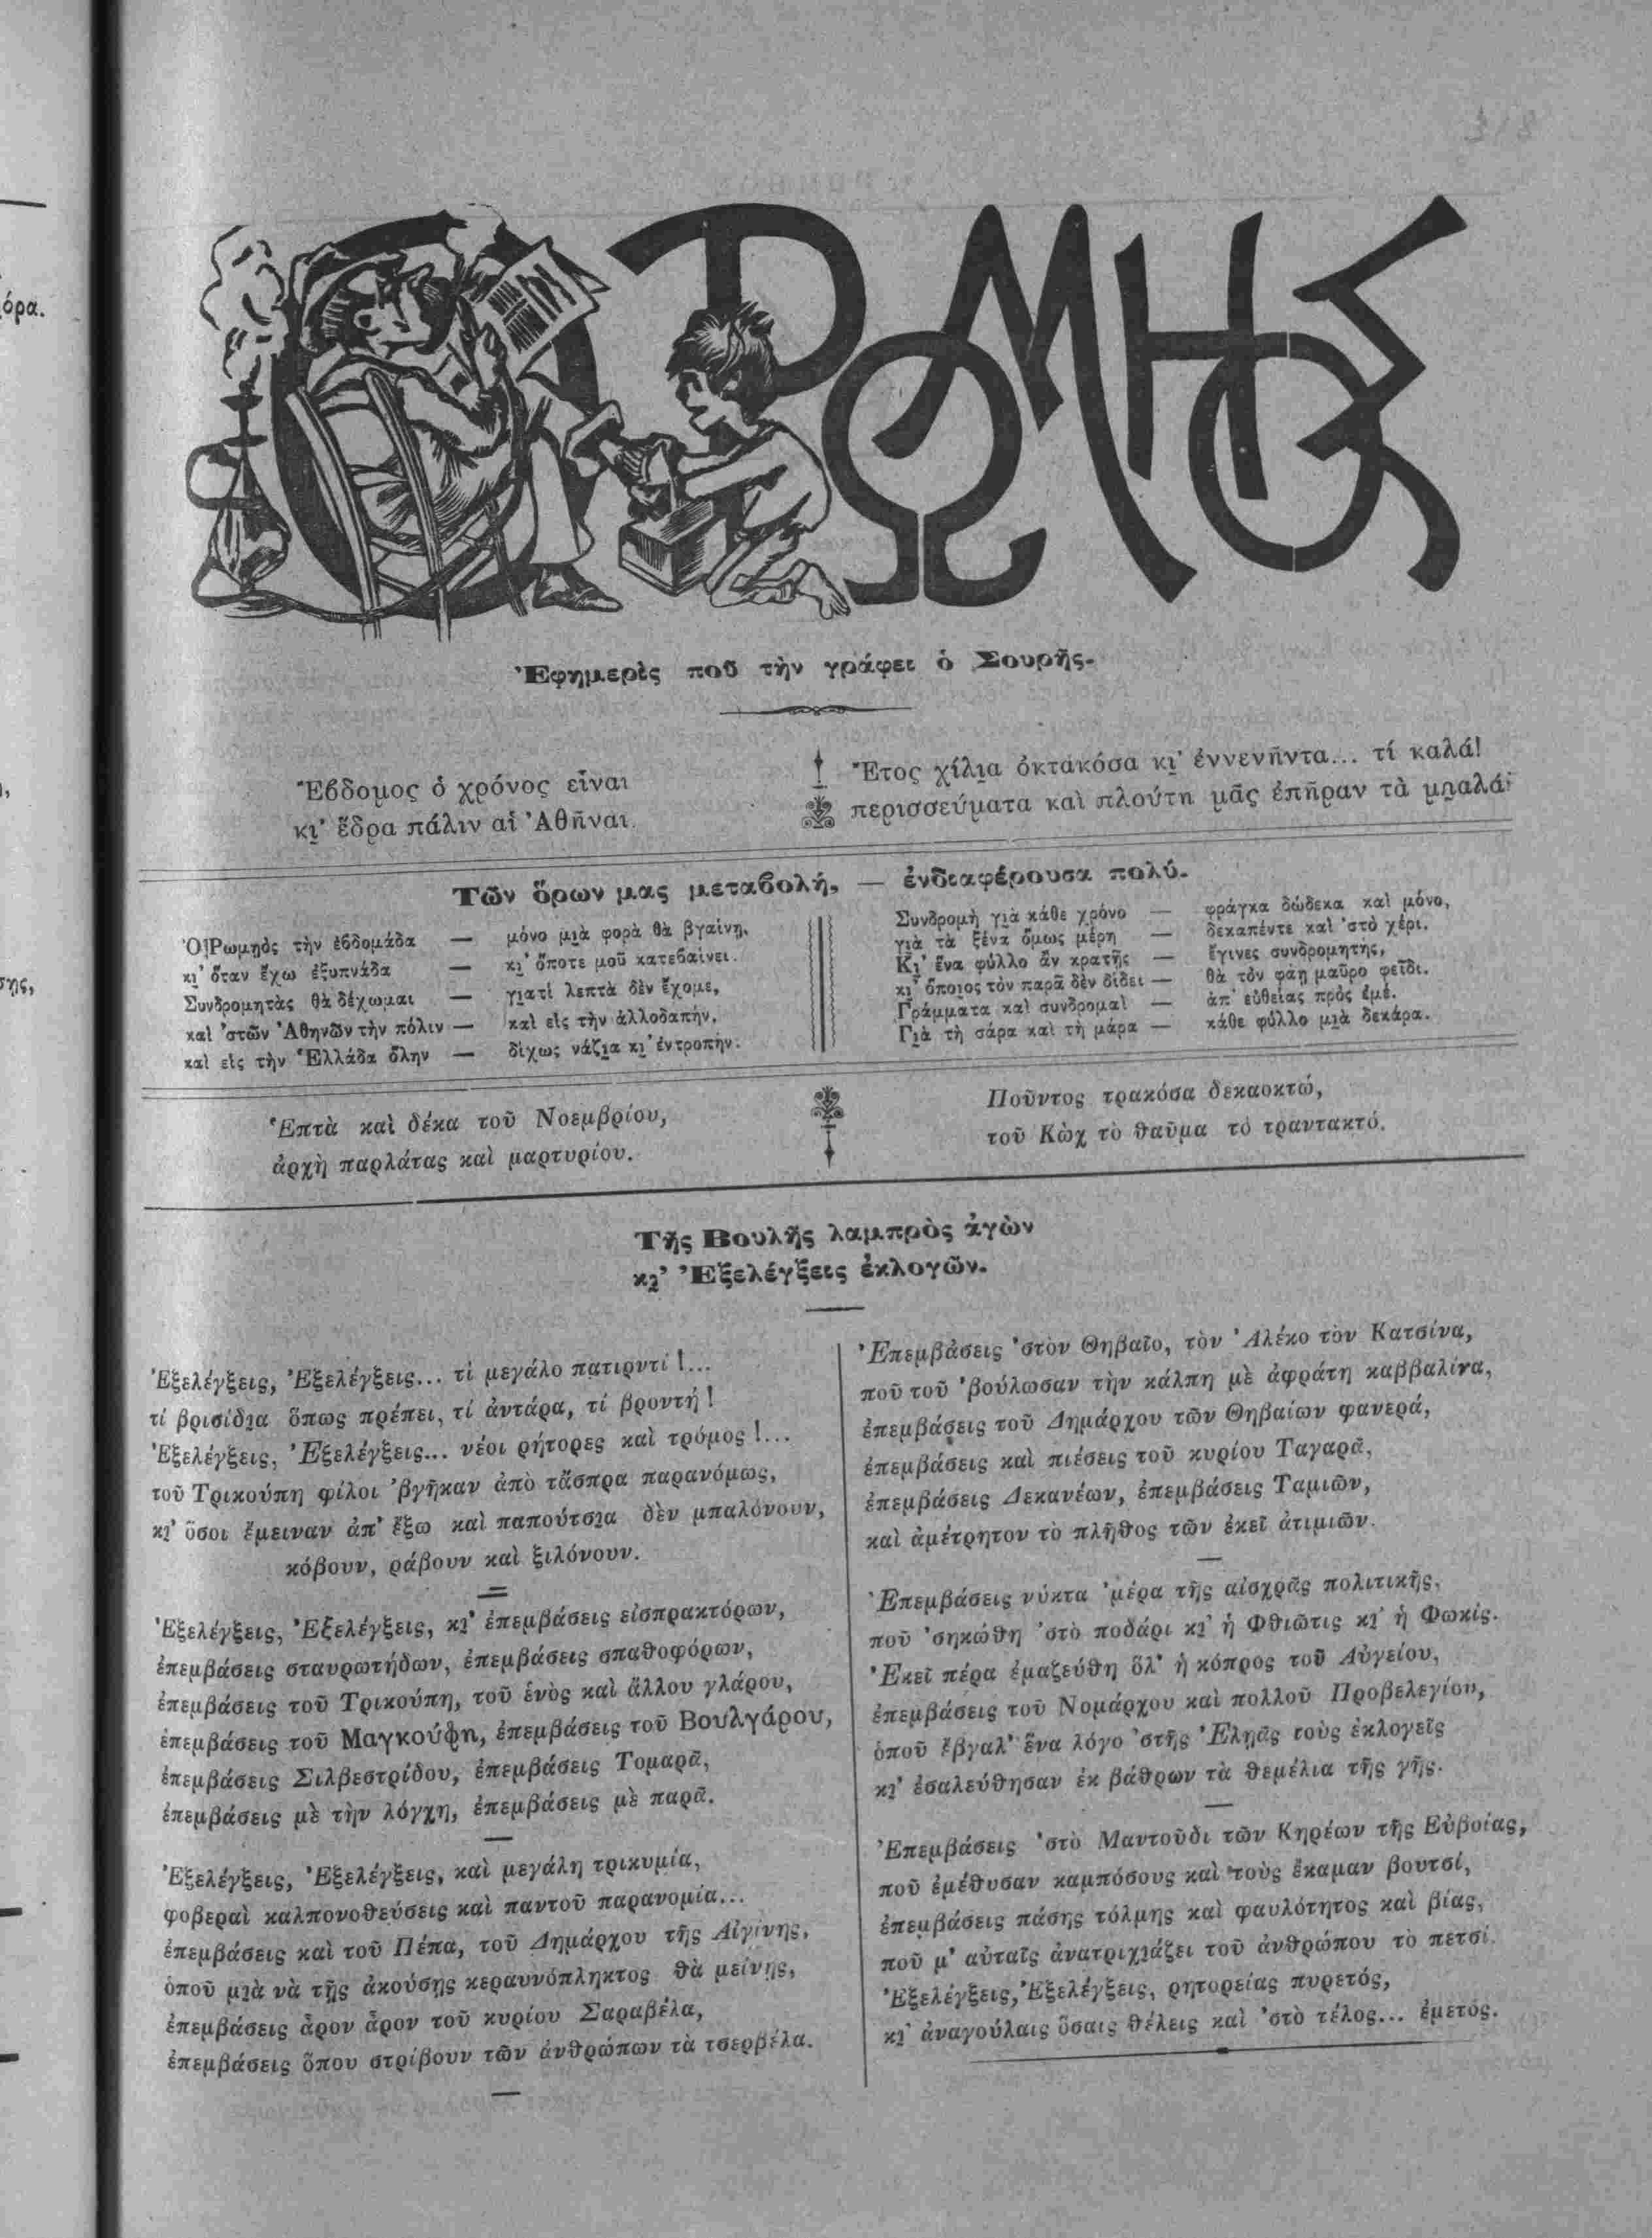 Ο ΡΩΜΗΟΣ
Ἐφημερὶς ποῦ τὴν γράφει ὁ Σουρῆς.
Ἕβδομος ὁ χρόνος εἶναι
κι᾽ ἕδρα πάλιν αἱ Ἀθῆναι.
Ἔτος χίλια ὀκτακόσα κι᾽ ἐννενῆντα... τί καλά!
περισσεύματα καὶ πλούτη μᾶς ἐπῆραν τὰ μυαλά.
Τῶν ὅρων μας μεταβολή, — ἐνδιαφέρουσα πολύ.
Ὁ Ρωμῃὸς τὴν ἑβδομάδα — μόνο μιὰ φορὰ θὰ βγαίνῃ,
κι᾽ ὅταν ἔχω ἐξυπνάδα — κι᾽ ὅποτε μοῦ κατεβαίνει.
Συνδρομητὰς θὰ δέχωμαι — γιατὶ λεπτὰ δὲν ἔχομε,
καὶ ᾽στῶν Ἀθηνῶν τὴν πόλιν — καὶ εἰς τὴν ἀλλοδαπήν,
καὶ εἰς τὴν Ἑλλάδα ὅλην — δίχως νάζια κι᾽ ἐντροπήν.
Συνδρομὴ γιὰ κάθε χρόνο — φράγκα δώδεκα καὶ μόνο,
γιὰ τὰ ξένα ὅμως μέρη — δεκαπέντε καὶ ᾽στὸ χέρι.
Κι᾽ ἕνα φύλλο ἂν κρατῇς — ἔγινες συνδρομητής,
κι᾽ ὅποιος τὸν παρᾶ δὲν δίδει — θὰ τὸν φάῃ μαῦρο φεῖδι.
Γράμματα καὶ συνδρομαὶ — ἀπ᾽ εὐθείας πρὸς ἐμέ.
Γιὰ τὴ σάρα καὶ τὴ μάρα — κάθε φύλλο μιὰ δεκάρα.
Ἑπτὰ καὶ δέκα τοῦ Νοεμβρίου,
ἀρχὴ παρλάτας καὶ μαρτυρίου.
Ποῦντος τρακόσα δεκαοκτώ,
τοῦ Κὼχ τὸ θαῦμα τὸ τρανταχτό.
Τῆς Βουλῆς λαμπρὸς ἀγὼν
κι᾽ Ἐξελέγξεις ἐκλογῶν.
Ἐξελέγξεις, Ἐξελέγξεις... τί μεγάλο πατιρντί!...
τί βρισίδια ὅπως πρέπει, τί ἀντάρα, τί βροντή!
Ἐξελέγξεις, Ἐξελέγξεις... νέοι ρήτορες καὶ τρόμος!...
τοῦ Τρικούπη φίλοι ᾽βγῆκαν ἀπὸ τἄσπρα παρανόμως,
κι᾽ ὅσοι ἔμειναν ἀπ᾽ ἔξω καὶ παπούτσια δὲν μπαλόνουν,
κόβουν, ράβουν καὶ ξιλόνουν.
Ἐξελέγξεις, Ἐξελέγξεις, κι᾽ ἐπεμβάσεις εἰσπρακτόρων,
ἐπεμβάσεις σταυρωτήδων, ἐπεμβάσεις σπαθοφόρων,
ἐπεμβάσεις τοῦ Τρικούπη, τοῦ ἑνὸς καὶ ἄλλου γλάρου,
ἐπεμβάσεις τοῦ Μαγκούφη, ἐπεμβάσεις τοῦ Βουλγάρου,
ἐπεμβάσεις Σιλβεστρίδου, ἐπεμβάσεις Τομαρᾶ,
ἐπεμβάσεις μὲ τὴν λόγχη, ἐπεμβάσεις μὲ παρᾶ.
Ἐξελέγξεις, Ἐξελέγξεις, καὶ μεγάλη τρικυμία,
φοβεραὶ καλπονοθεύσεις καὶ παντοῦ παρανομία...
ἐπεμβάσεις καὶ τοῦ Πέπα, τοῦ Δημάρχου τῆς Αἰγίνης,
ὁποῦ μιὰ νὰ τῇς ἀκούσῃς κεραυνόπληκτος θὰ μείνῃς,
ἐπεμβάσεις ἆρον ἆρον τοῦ κυρίου Σαραβέλα,
ἐπεμβάσεις ὅπου στρίβουν τῶν ἀνθρώπων τὰ τσερβέλα.
Ἐπεμβάσεις ᾽στὸν Θηβαῖο, τὸν Ἀλέκο τὸν Κατσίνα,
ποῦ τοῦ ᾽βούλωσαν τὴν κάλπη μὲ ἀφράτη καββαλίνα,
ἐπεμβάσεις τοῦ Δημάρχου τῶν Θηβαίων φανερά,
ἐπεμβάσεις καὶ πιέσεις τοῦ κυρίου Ταγαρᾶ,
ἐπεμβάσεις Δεκανέων, ἐπεμβάσεις Ταμιῶν,
καὶ ἀμέτρητον τὸ πλῆθος τῶν ἐκεῖ ἀτιμιῶν.
Ἐπεμβάσεις νύκτα ᾽μέρα τῆς αἰσχρᾶς πολιτικῆς,
ποῦ ᾽σηκώθη ᾽στὸ ποδάρι κι᾽ ἡ Φθιῶτις κι᾽ ἡ Φωκίς.
Ἐκεῖ πέρα ἐμαζεύθη ὅλ᾽ ἡ κόπρος τοῦ Αὐγείου,
ἐπεμβάσεις τοῦ Νομάρχου καὶ πολλοῦ Προβελεγίου,
ὁποῦ ἔβγαλ᾽ ἕνα λόγο ᾽στῆς Ἐλῃᾶς τοὺς ἐκλογεῖς
κι᾽ ἐσαλεύθησαν ἐκ βάθρων τὰ θεμέλια τῆς γῆς.
Ἐπεμβάσεις ᾽στὸ Μαντοῦδι τῶν Κηρέων τῆς Εὐβοίας,
ποῦ ἐμέθυσαν καμπόσους καὶ τοὺς ἔκαμαν βουτσί,
ἐπεμβάσεις πάσης τόλμης καὶ φαυλότητος καὶ βίας,
ποῦ μ᾽ αὐταῖς ἀνατριχιάζει τοῦ ἀνθρώπου τὸ πετσί.
Ἐξελέγξεις, Ἐξελέγξεις, ρητορείας πυρετός,
κι᾽ ἀναγούλαις ὅσαις θέλεις καὶ ᾽στὸ τέλος... ἐμετός.